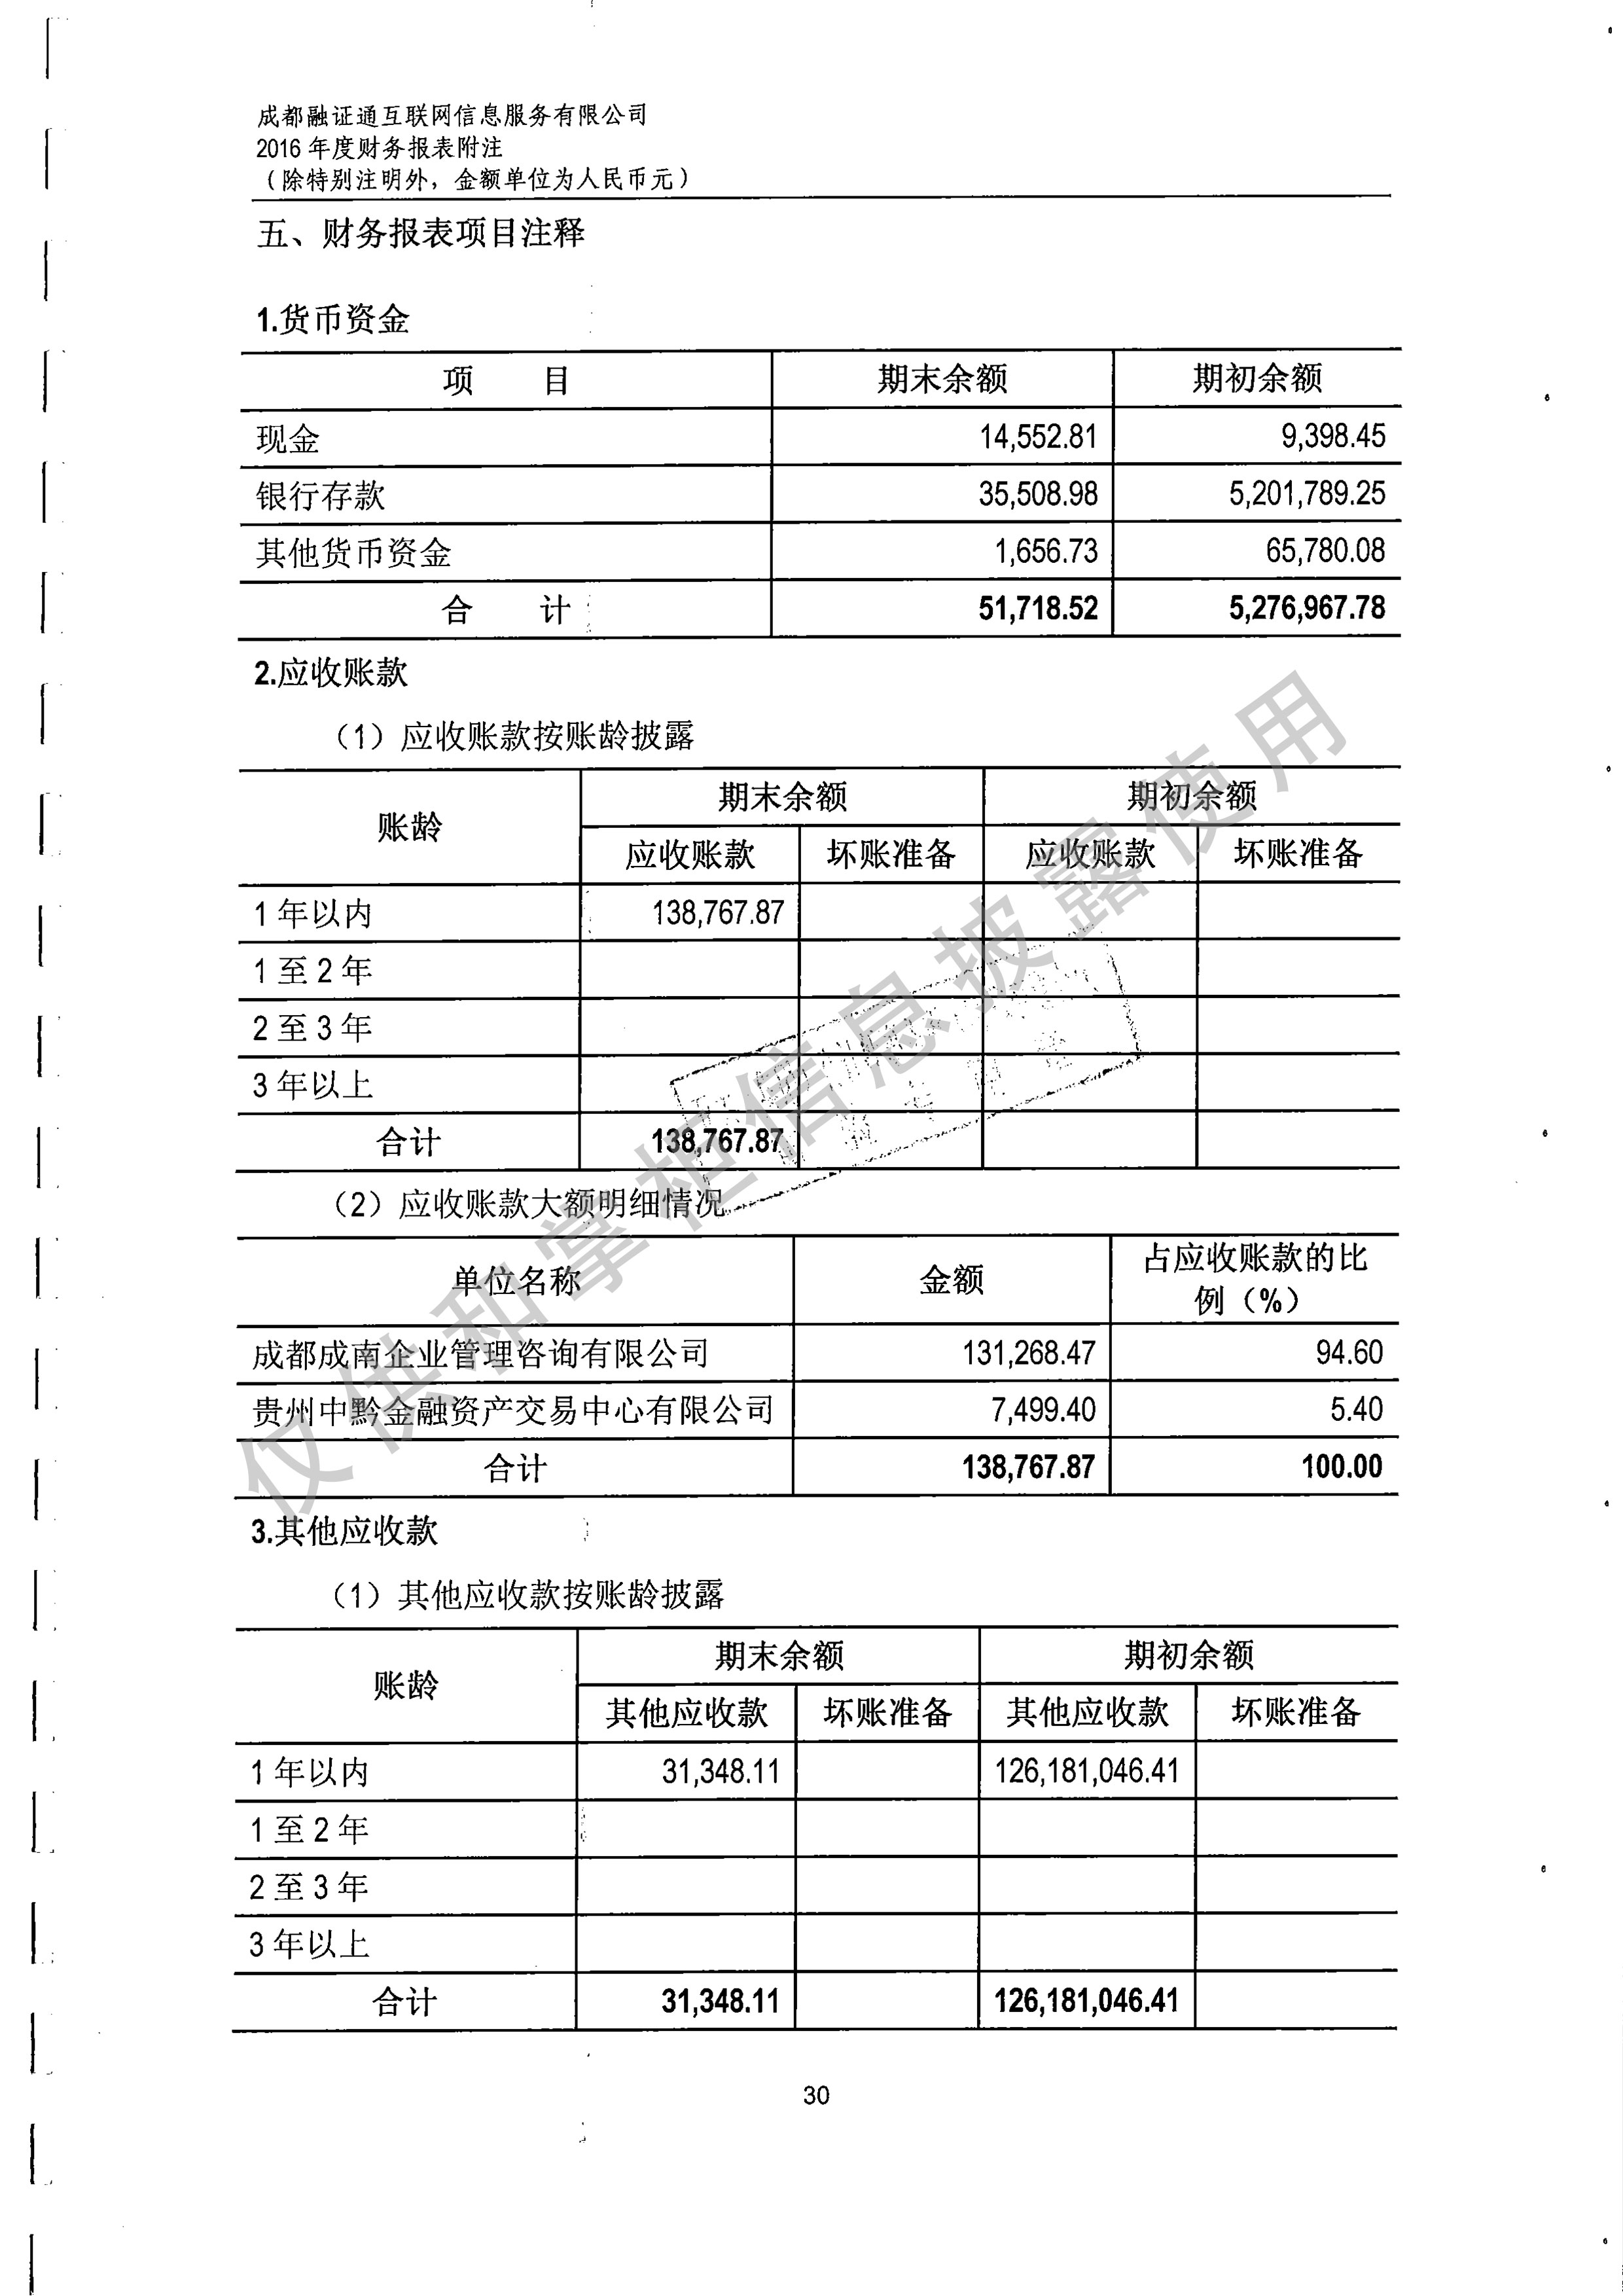 成都融证通互联网信息服务有限公司
2016 年度财务报表附注
（除特别注明外，金额单位为人民币元）
五、财务报表项目注释
1.货币资金
项 目 期末余额 期初余额
现金 14,552.81 9,398.45
银行存款 35,508.98 5,201,789.25
其他货币资金 1,656.73 65,780.08
合 计 51,718.52 5,276,967.78
2.应收账款
（1）应收账款按账龄披露
账龄 期末余额 期初余额
应收账款 坏账准备 应收账款 坏账准备
1 年以内 138,767.87
1 至 2 年
2 至 3 年
3 年以上
合计 138,767.87
（2）应收账款大额明细情况
单位名称 金额 占应收账款的比
例（%）
成都成南企业管理咨询有限公司 131,268.47 94.60
贵州中黔金融资产交易中心有限公司 7,499.40 5.40
合计 138,767.87 100.00
3.其他应收款
（1）其他应收款按账龄披露
账龄 期末余额 期初余额
其他应收款 坏账准备 其他应收款 坏账准备
1 年以内 31,348.11 126,181,046.41
1 至 2 年
2 至 3 年
3 年以上
合计 31,348.11 126,181,046.41
30
仅供和掌柜信息披露使用